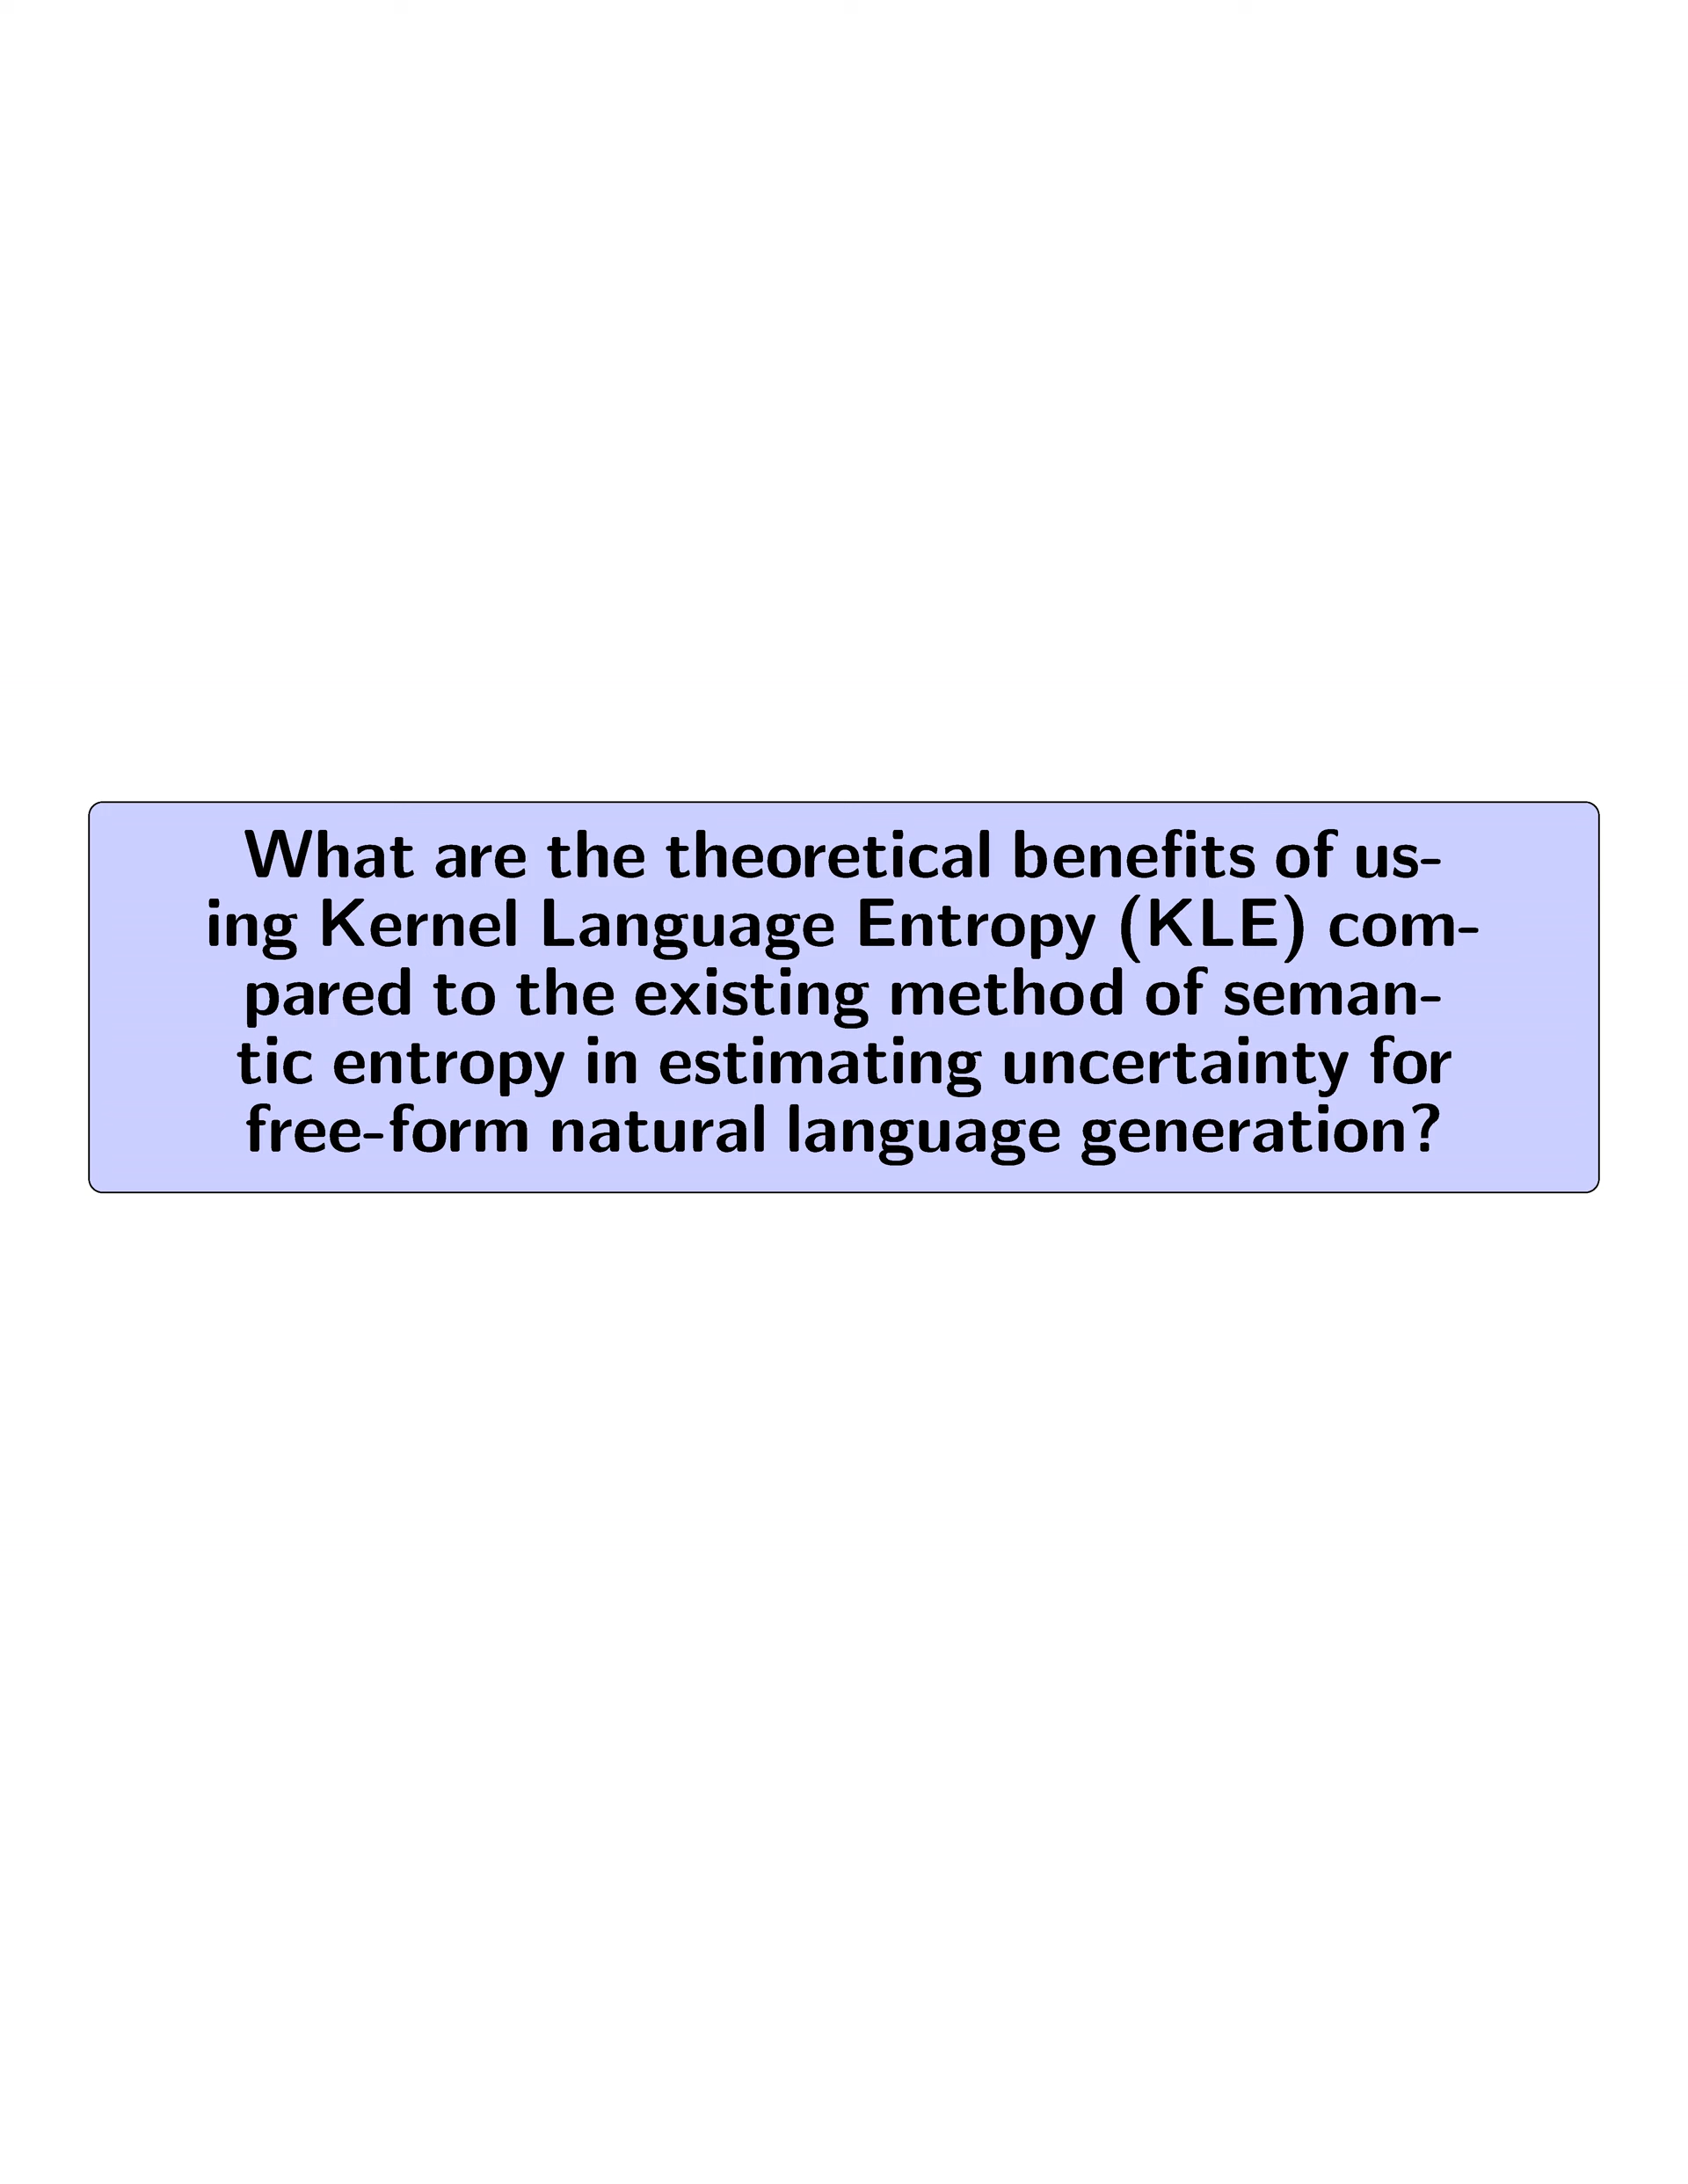 What are the theoretical benefits of us-
ing Kernel Language Entropy (KLE) com-
pared to the existing method of seman-
tic entropy in estimating uncertainty for
free-form natural language generation?